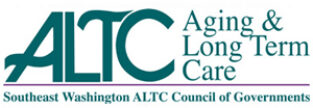 ALTC
Aging &
Long Term
Care
Southeast Washington ALTC Council of Governments